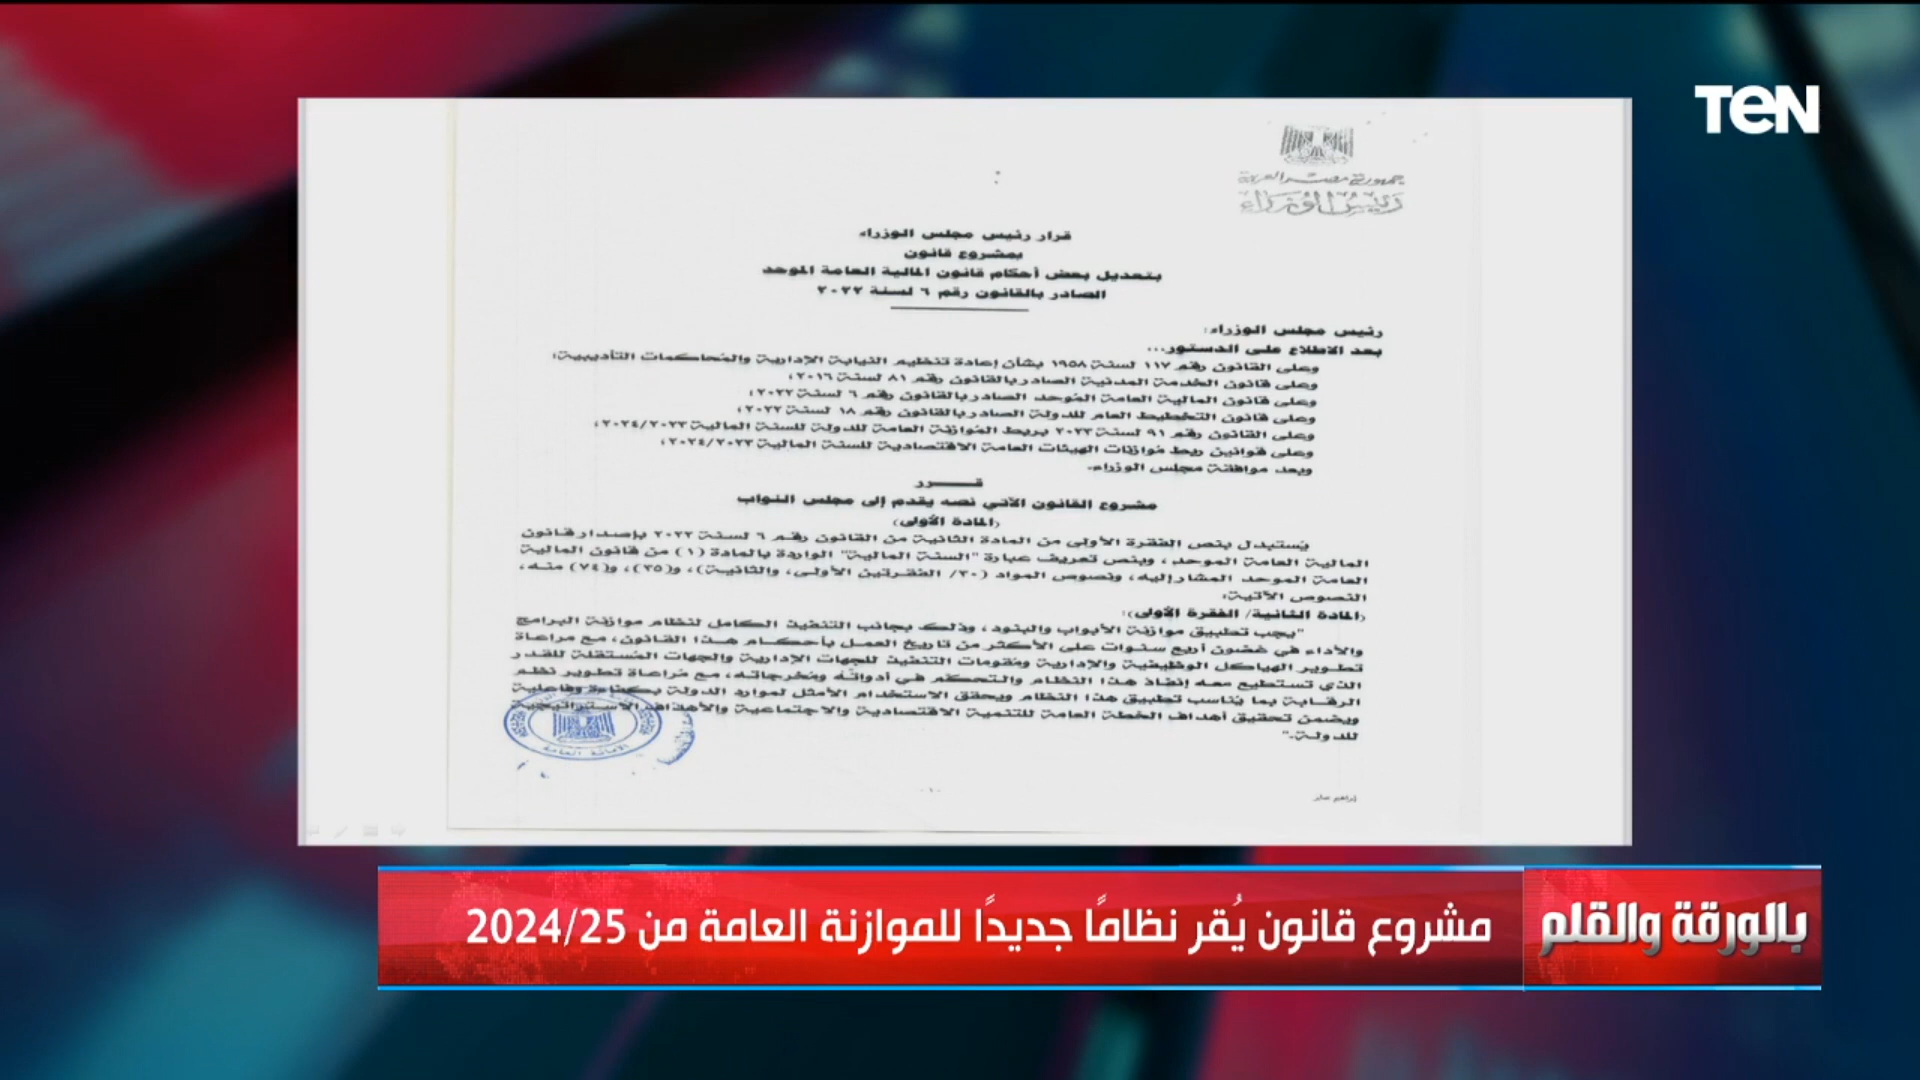 TEN
جمهورية مصر العربية
رئيس الوزراء
قرار رئيس مجلس الوزراء
بمشروع قانون
بتعديل بعض أحكام قانون المالية العامة الموحد
الصادر بالقانون رقم ٦ لسنة ٢٠٢٢
رئيس مجلس الوزراء:
بعد الاطلاع على الدستور...
وعلى القانون رقم ١١٧ لسنة ١٩٥٨ بشأن إعادة تنظيم النيابة الإدارية والمحاكمات التأديبية؛
وعلى قانون الخدمة المدنية الصادر بالقانون رقم ٨١ لسنة ٢٠١٦؛
وعلى قانون المالية العامة الموحد الصادر بالقانون رقم ٦ لسنة ٢٠٢٢؛
وعلى قانون التخطيط العام للدولة الصادر بالقانون رقم ١٨ لسنة ٢٠٢٢؛
وعلى القانون رقم ٩١ لسنة ٢٠٢٣ بربط الموازنة العامة للدولة للسنة المالية ٢٠٢٤/٢٠٢٣؛
وعلى قوانين ربط موازنات الهيئات العامة الاقتصادية للسنة المالية ٢٠٢٤/٢٠٢٣؛
وبعد موافقة مجلس الوزراء.
قـــرر
مشروع القانون الآتي نصه يقدم إلى مجلس النواب
(المادة الأولى)
يُستبدل بنص الفقرة الأولى من المادة الثانية من القانون رقم ٦ لسنة ٢٠٢٢ بإصدار قانون
المالية العامة الموحد، وبنص تعريف عبارة "السنة المالية" الواردة بالمادة (١) من قانون المالية
العامة الموحد المشار إليه، ونصوص المواد (٣٠/ الفقرتين الأولى، والثانية)، و(٣٥)، و(٧٤) منه،
النصوص الآتية:
(المادة الثانية/ الفقرة الأولى):
"يجب تطبيق موازنة الأبواب والبنود، وذلك بجانب التنفيذ الكامل لنظام موازنة البرامج
والأداء في غضون أربع سنوات على الأكثر من تاريخ العمل بأحكام هذا القانون، مع مراعاة
تطوير الهياكل الوظيفية والإدارية ومقومات التنفيذ للجهات الإدارية والجهات المستقلة للقدر
الذي تستطيع معه إنفاذ هذا النظام والتحكم في أدواته ومخرجاته، مع مراعاة تطوير نظم
الرقابة بما يُناسب تطبيق هذا النظام ويحقق الاستخدام الأمثل لموارد الدولة بكفاءة وفاعلية
ويضمن تحقيق أهداف الخطة العامة للتنمية الاقتصادية والاجتماعية والأهداف الاستراتيجية
للدولة."
الأمانة العامة
بالورقة والقلم
مشروع قانون يُقر نظامًا جديدًا للموازنة العامة من 2024/25